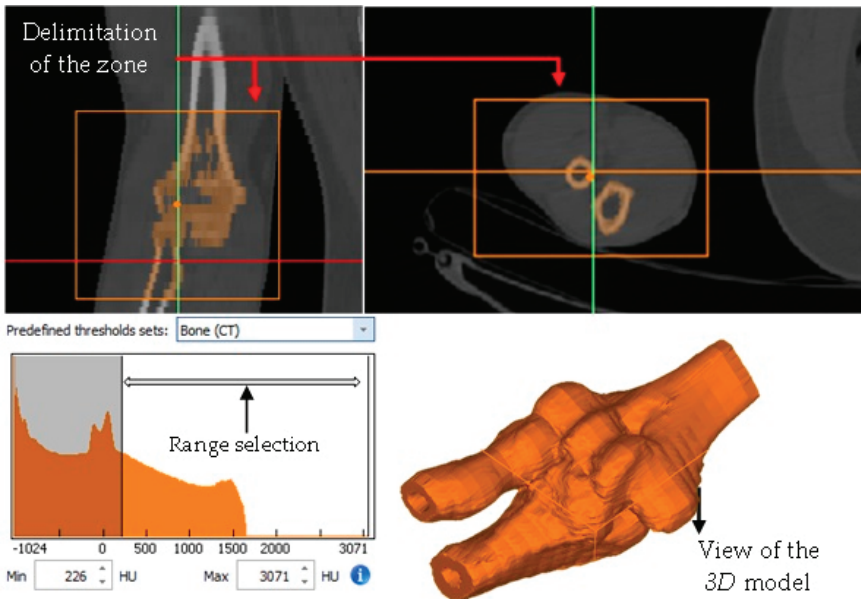 Delimitation
of the zone
Predefined thresholds sets: Bone (CT)
Range selection
-1024 0 500 1000 1500 2000 3071
Min 226 HU Max 3071 HU i
View of the
3D model